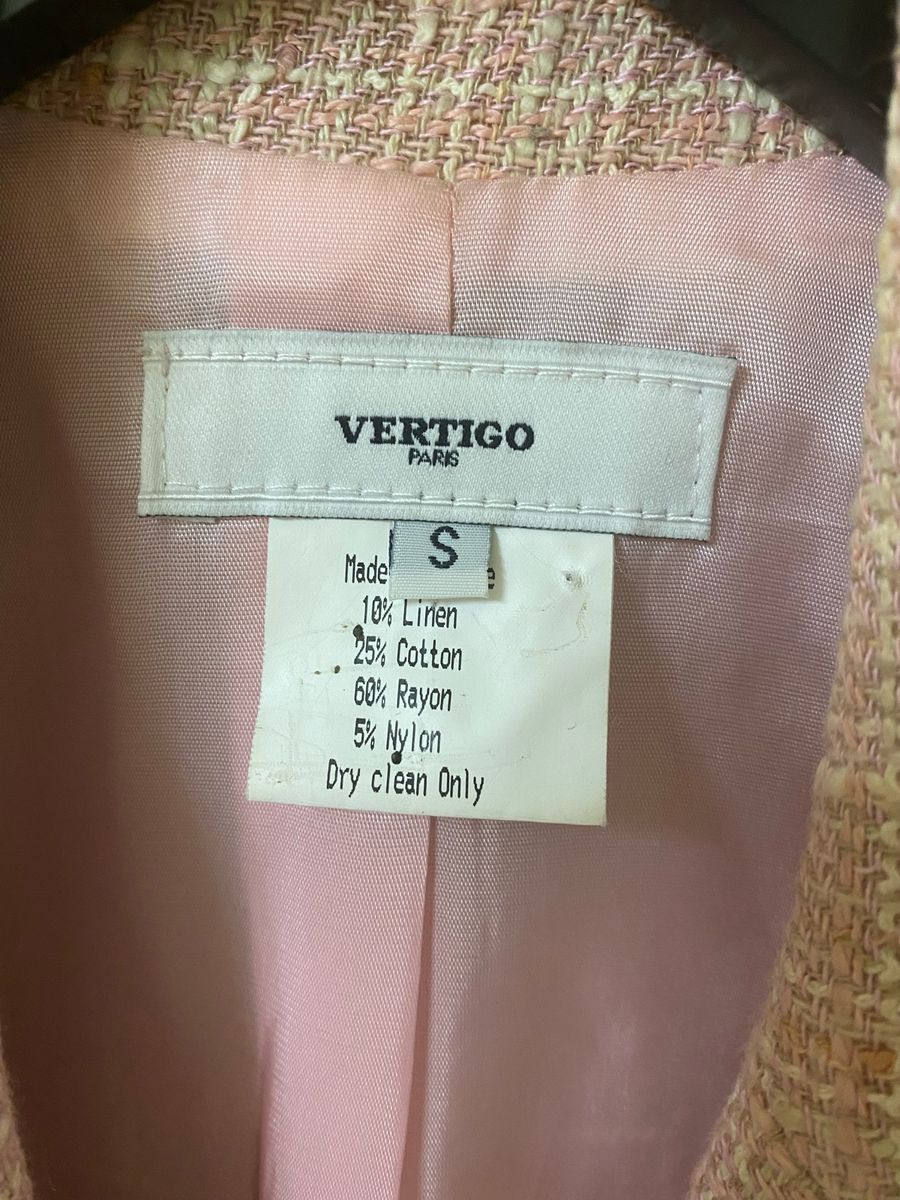 VERTIGO
PARIS
S
Made
10% Linen
25% Cotton
60% Rayon
5% Nylon
Dry clean Only